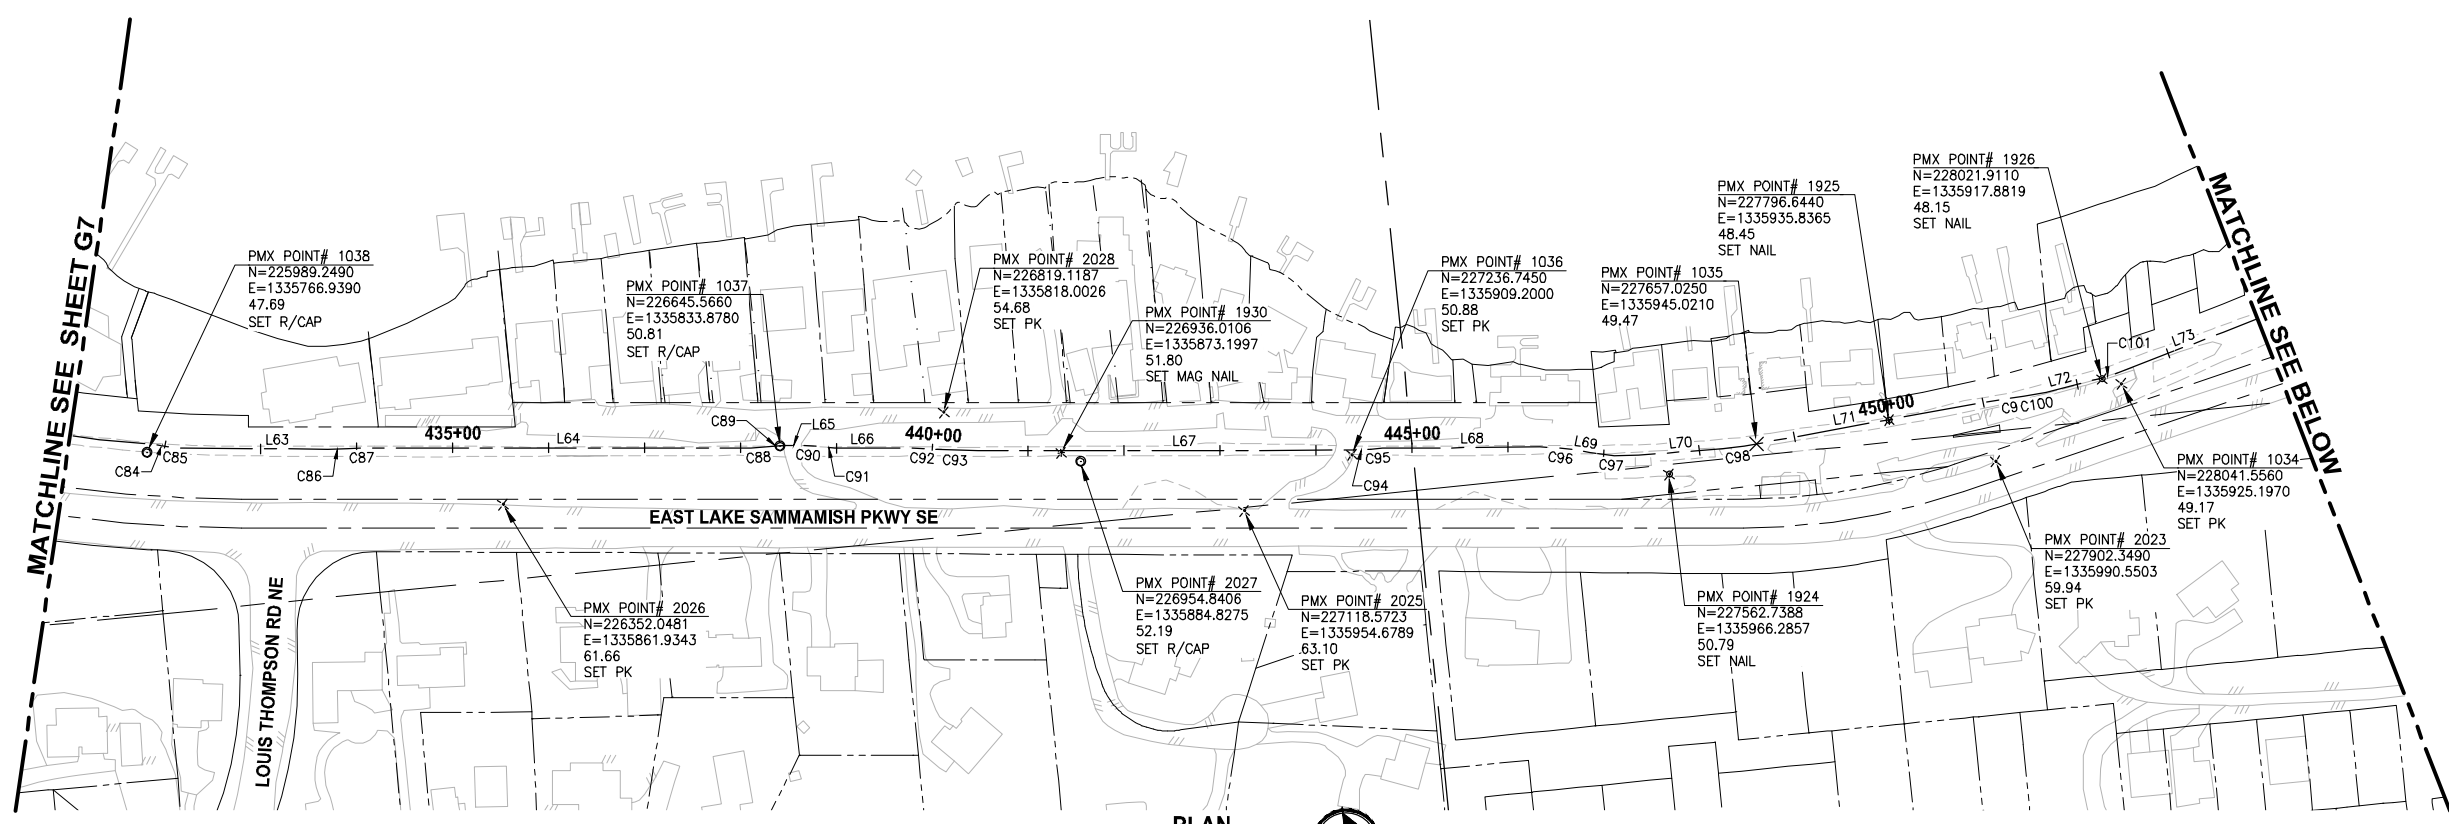 MATCHLINE SEE SHEET G7
PMX POINT# 1038
N=225989.2490
E=1335766.9390
47.69
SET R/CAP
PMX POINT# 1037
N=226645.5660
E=1335833.8780
50.81
SET R/CAP
PMX POINT# 2028
N=226819.1187
E=1335818.0026
54.68
SET PK
PMX POINT# 1930
N=226936.0106
E=1335873.1997
51.80
SET MAG NAIL
PMX POINT# 1036
N=227236.7450
E=1335909.2000
50.88
SET PK
PMX POINT# 1035
N=227657.0250
E=1335945.0210
49.47
PMX POINT# 1925
N=227796.6440
E=1335935.8365
48.45
SET NAIL
PMX POINT# 1926
N=228021.9110
E=1335917.8819
48.15
SET NAIL
MATCHLINE SEE BELOW
C84
C85
L63
C86
C87
435+00
L64
C88
C89
L65
C90
C91
L66
440+00
C92
C93
L67
C94
C95
445+00
L68
C96
L69
C97
L70
C98
L71
450+00
C9
C100
L72
C101
L73
EAST LAKE SAMMAMISH PKWY SE
LOUIS THOMPSON RD NE
PMX POINT# 2026
N=226352.0481
E=1335861.9343
61.66
SET PK
PMX POINT# 2027
N=226954.8406
E=1335884.8275
52.19
SET R/CAP
PMX POINT# 2025
N=227118.5723
E=1335954.6789
63.10
SET PK
PMX POINT# 1924
N=227562.7388
E=1335966.2857
50.79
SET NAIL
PMX POINT# 2023
N=227902.3490
E=1335990.5503
59.94
SET PK
PMX POINT# 1034
N=228041.5560
E=1335925.1970
49.17
SET PK
PLAN